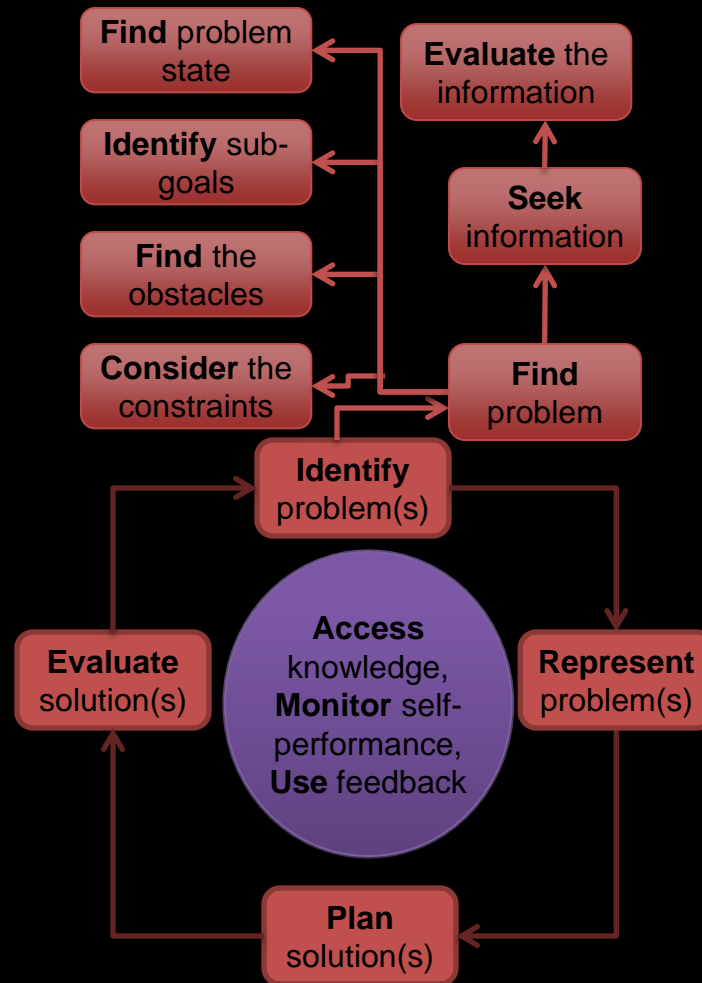 Find problem
state
Evaluate the
information
Identify sub-
goals
Seek
information
Find the
obstacles
Consider the
constraints
Find
problem
Identify
problem(s)
Access
knowledge,
Monitor self-
performance,
Use feedback
Evaluate
solution(s)
Represent
problem(s)
Plan
solution(s)